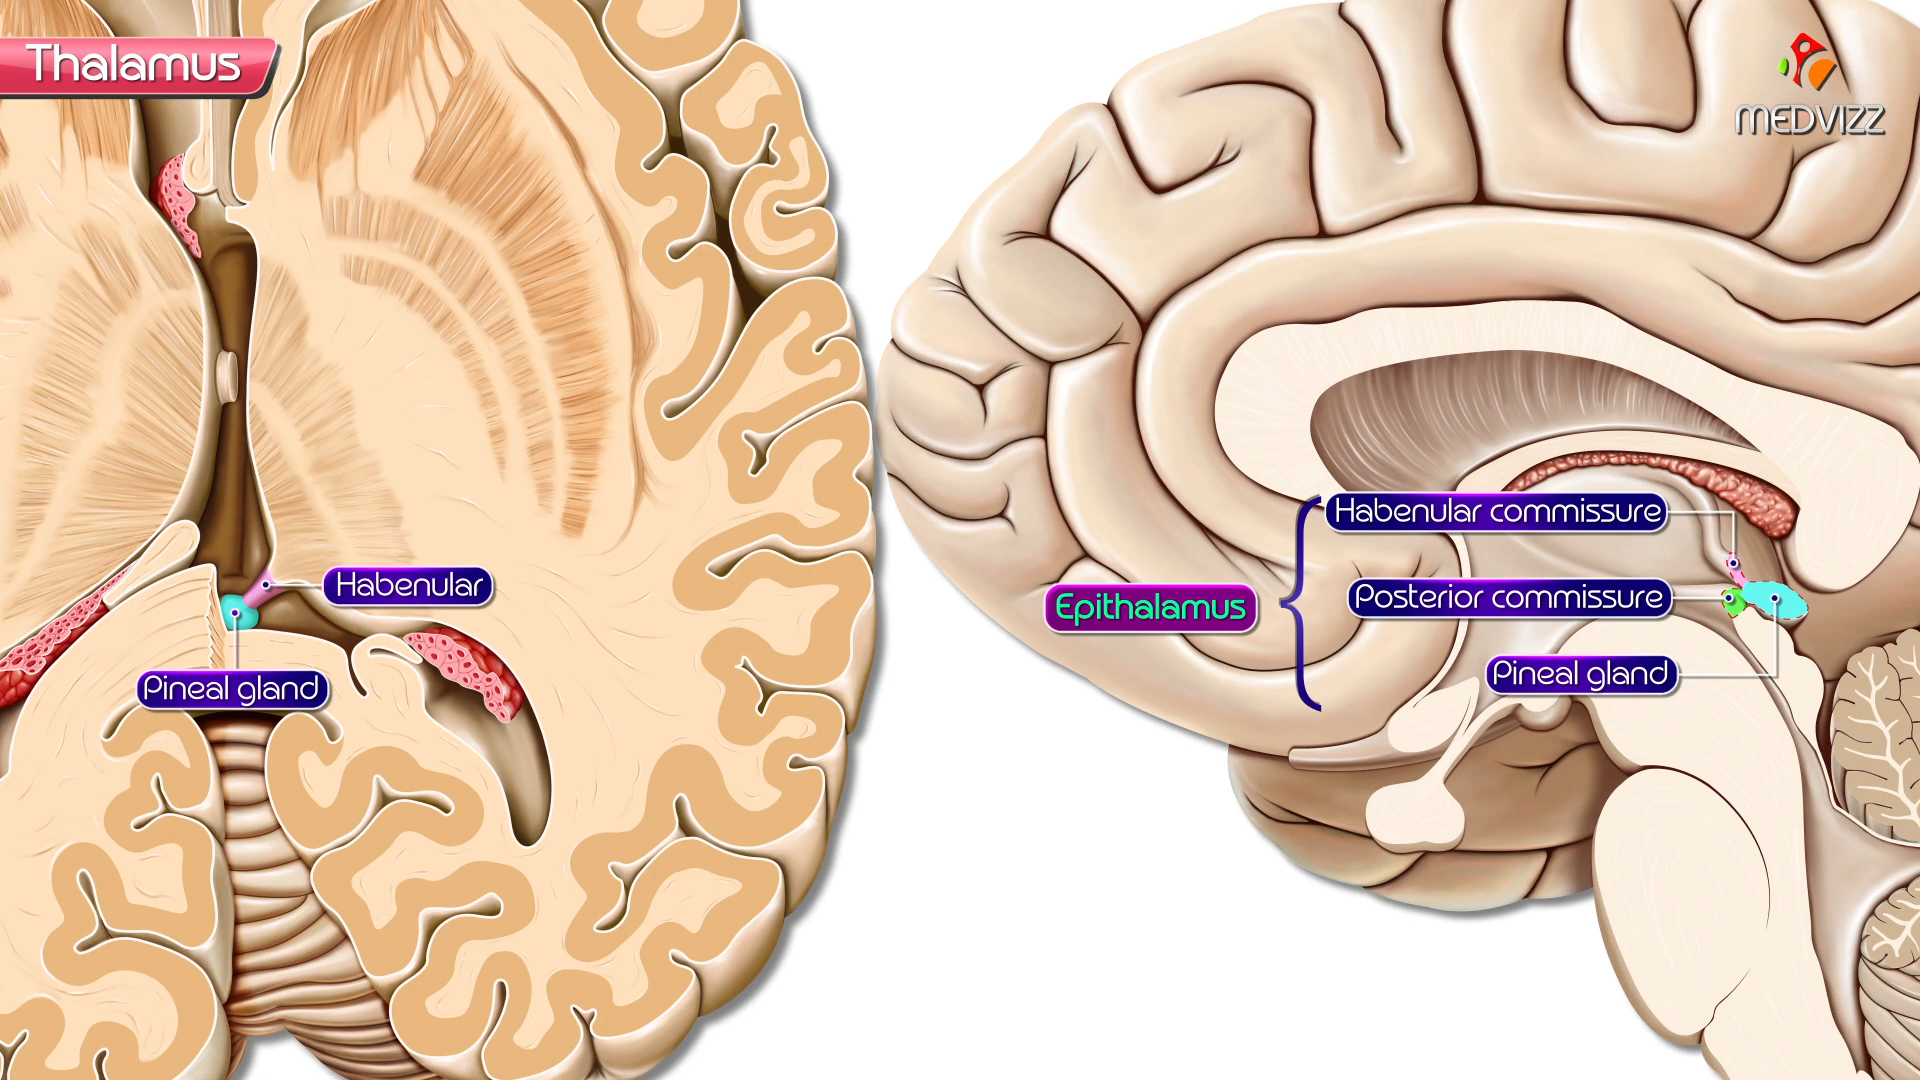 Thalamus
MEDVIZZ
Habenular
Pineal gland
Epithalamus
Habenular commissure
Posterior commissure
Pineal gland